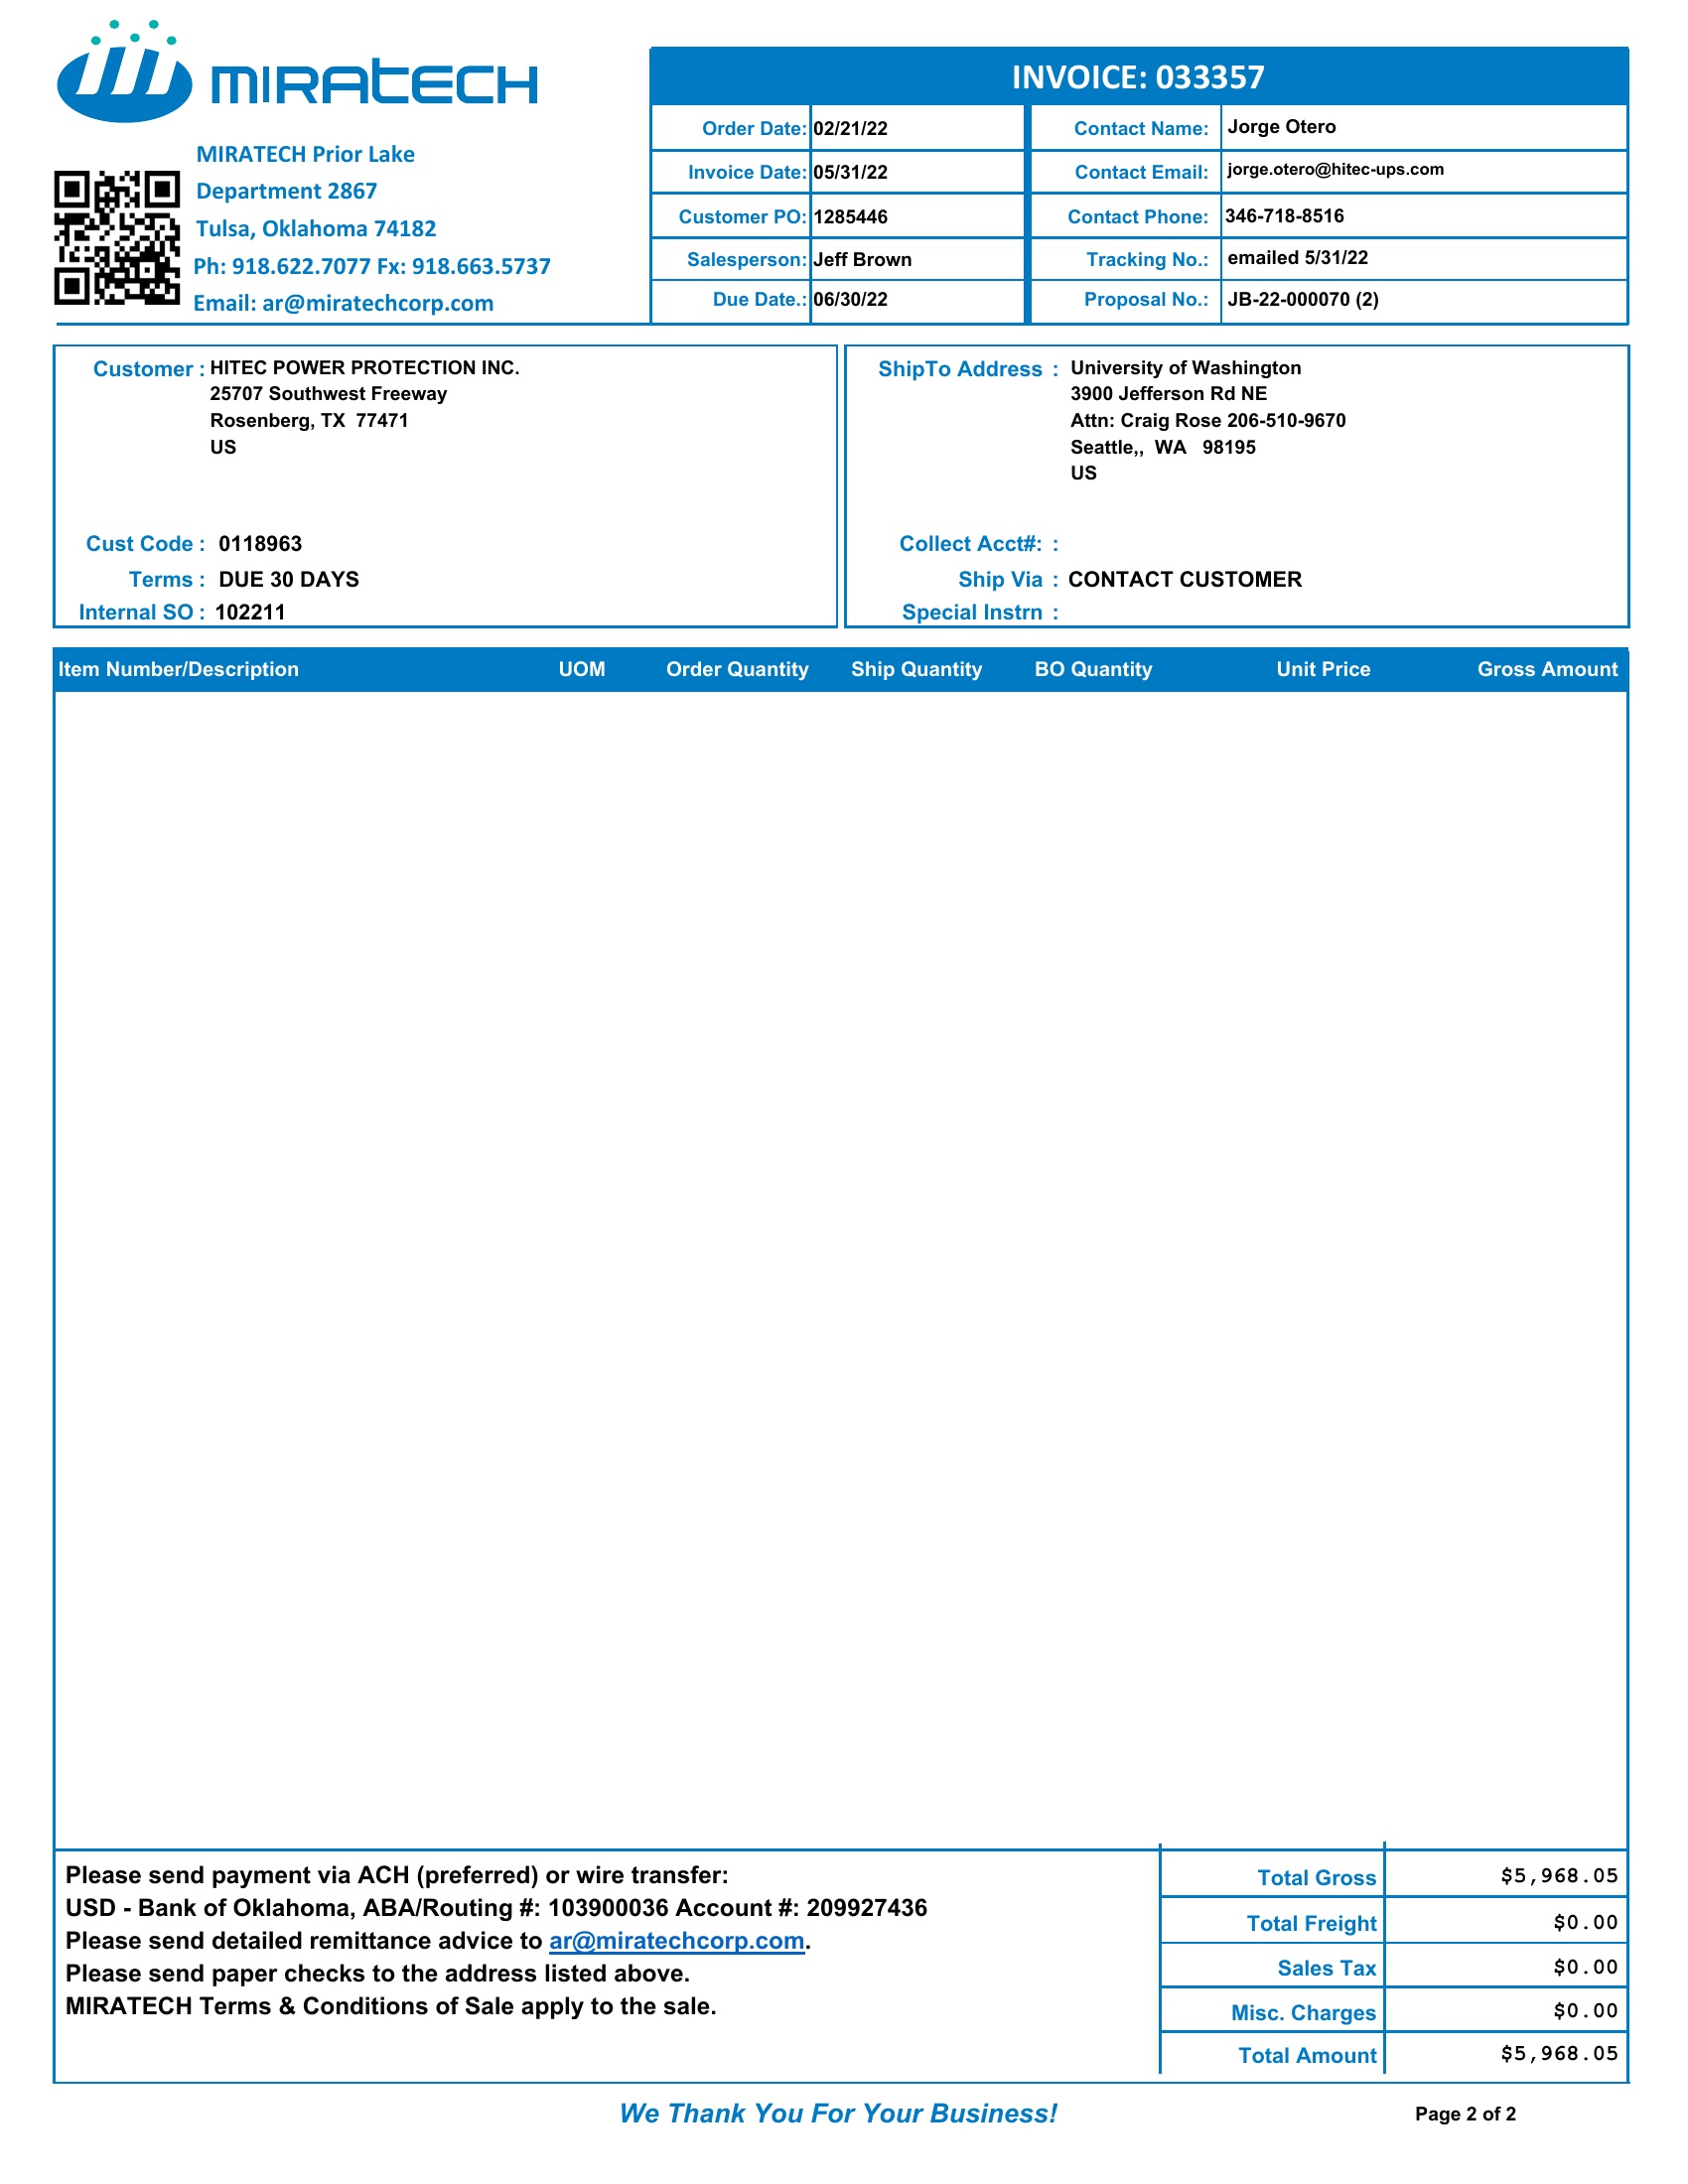 MIRATECH
MIRATECH Prior Lake
Department 2867
Tulsa, Oklahoma 74182
Ph: 918.622.7077 Fx: 918.663.5737
Email: ar@miratechcorp.com
INVOICE: 033357
Order Date: 02/21/22 Contact Name: Jorge Otero
Invoice Date: 05/31/22 Contact Email: jorge.otero@hitec-ups.com
Customer PO: 1285446 Contact Phone: 346-718-8516
Salesperson: Jeff Brown Tracking No.: emailed 5/31/22
Due Date.: 06/30/22 Proposal No.: JB-22-000070 (2)
Customer : HITEC POWER PROTECTION INC.
25707 Southwest Freeway
Rosenberg, TX 77471
US
Cust Code : 0118963
Terms : DUE 30 DAYS
Internal SO : 102211
ShipTo Address : University of Washington
3900 Jefferson Rd NE
Attn: Craig Rose 206-510-9670
Seattle,, WA 98195
US
Collect Acct#: :
Ship Via : CONTACT CUSTOMER
Special Instrn :
Item Number/Description UOM Order Quantity Ship Quantity BO Quantity Unit Price Gross Amount
Please send payment via ACH (preferred) or wire transfer:
USD - Bank of Oklahoma, ABA/Routing #: 103900036 Account #: 209927436
Please send detailed remittance advice to ar@miratechcorp.com.
Please send paper checks to the address listed above.
MIRATECH Terms & Conditions of Sale apply to the sale.
Total Gross $5,968.05
Total Freight $0.00
Sales Tax $0.00
Misc. Charges $0.00
Total Amount $5,968.05
We Thank You For Your Business!
Page 2 of 2